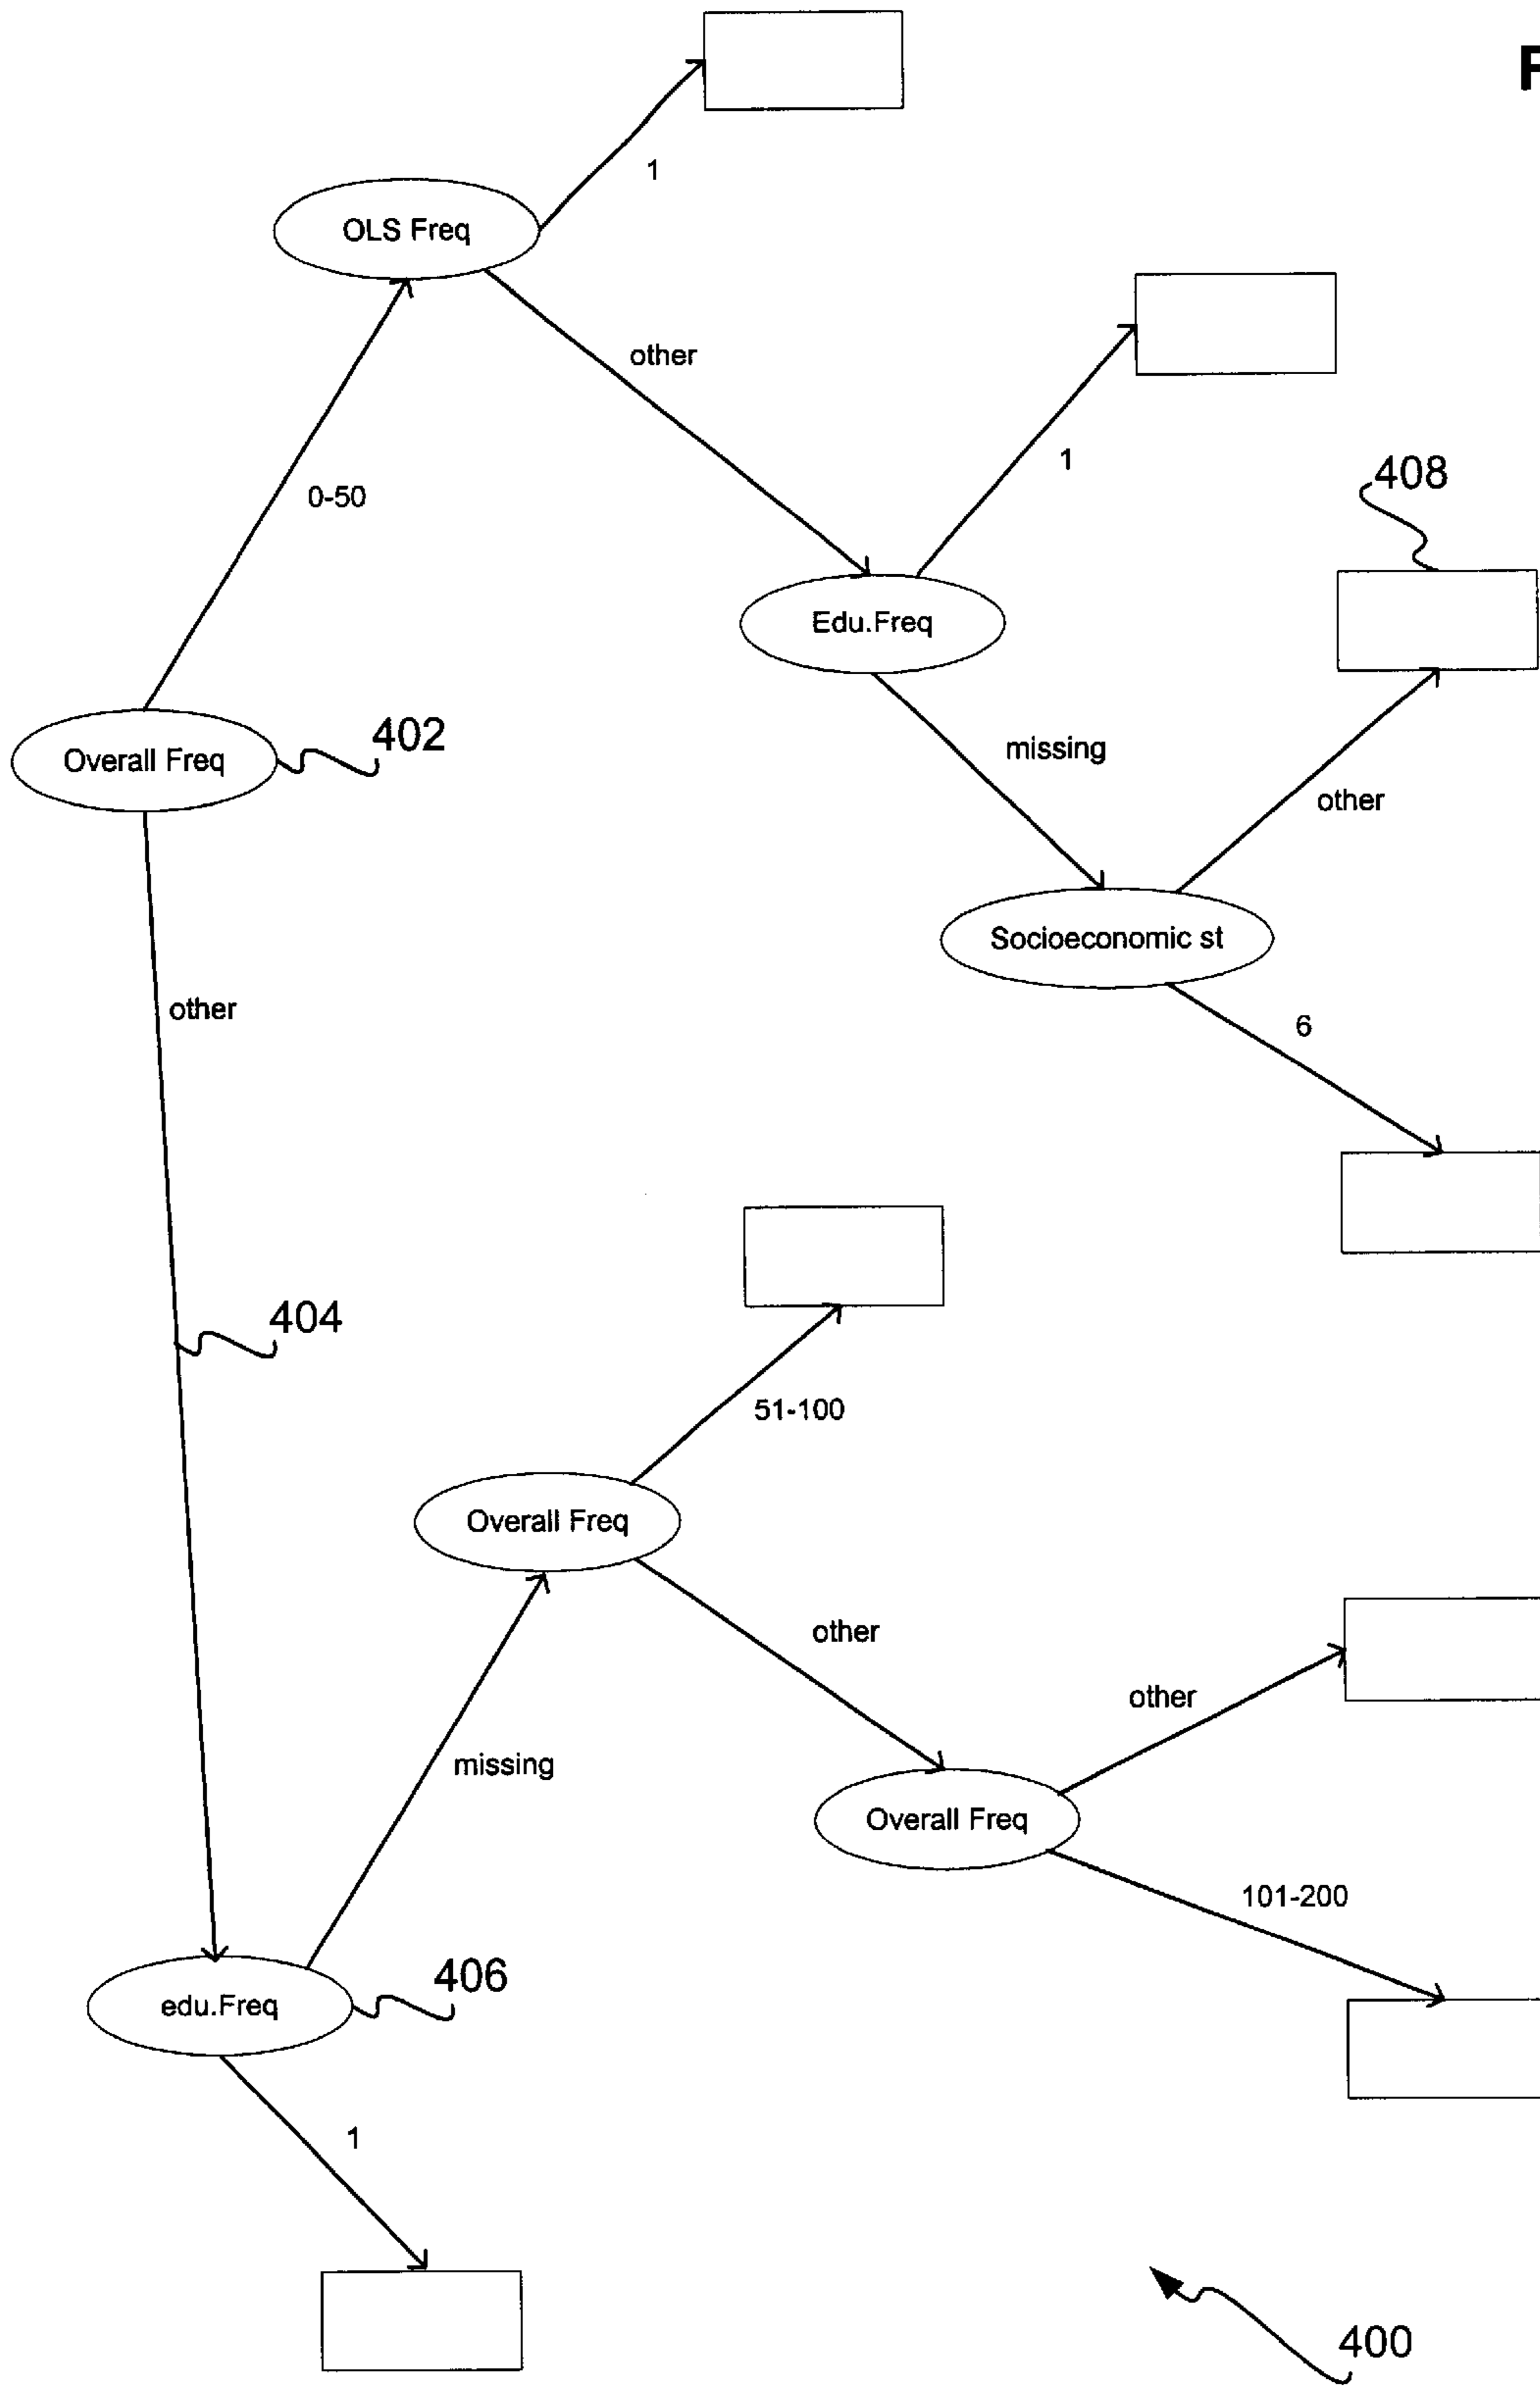 F
1
OLS Freq
other
1
408
0-50
Edu.Freq
402
missing
Overall Freq
other
Socioeconomic st
other
6
404
51-100
Overall Freq
other
other
missing
Overall Freq
101-200
406
edu.Freq
1
400